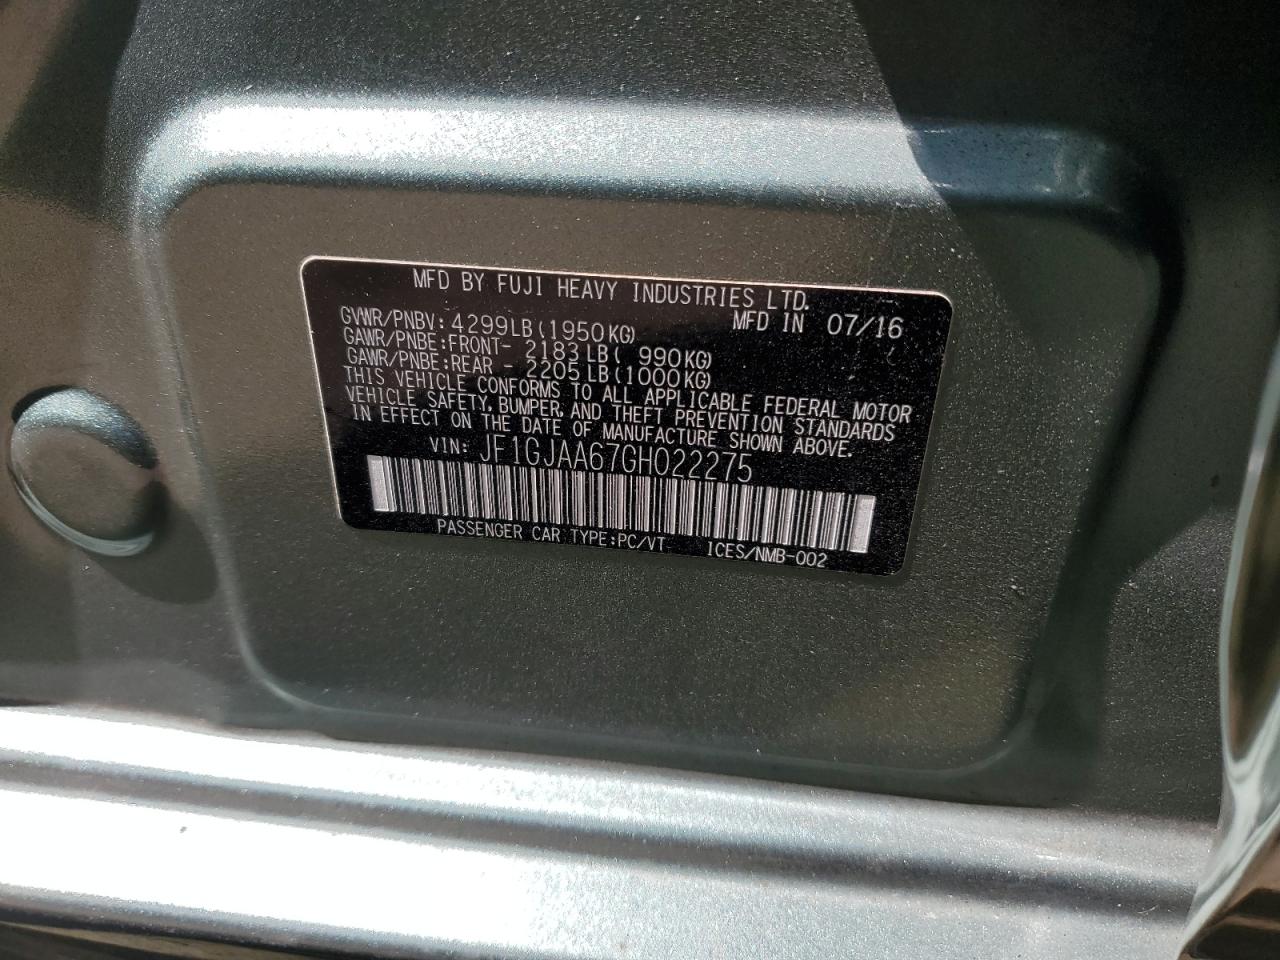 MFD BY FUJI HEAVY INDUSTRIES LTD.
GVWR/PNBV: 4299LB(1950KG) MFD IN 07/16
GAWR/PNBE:FRONT- 2183LB( 990KG)
GAWR/PNBE:REAR - 2205LB(1000KG)
THIS VEHICLE CONFORMS TO ALL APPLICABLE FEDERAL MOTOR
VEHICLE SAFETY, BUMPER, AND THEFT PREVENTION STANDARDS
IN EFFECT ON THE DATE OF MANUFACTURE SHOWN ABOVE.
VIN: JF1GJAA67GH022275
PASSENGER CAR TYPE:PC/VT ICES/NMB-002